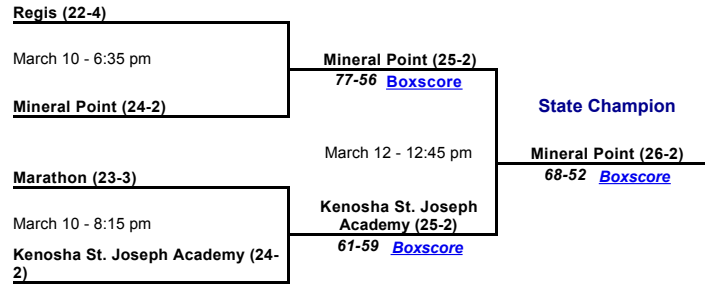 Regis (22-4)
March 10 - 6:35 pm
Mineral Point (25-2)
77-56 Boxscore
Mineral Point (24-2)
State Champion
March 12 - 12:45 pm
Mineral Point (26-2)
68-52 Boxscore
Marathon (23-3)
Kenosha St. Joseph
Academy (25-2)
March 10 - 8:15 pm
61-59 Boxscore
Kenosha St. Joseph Academy (24-
2)